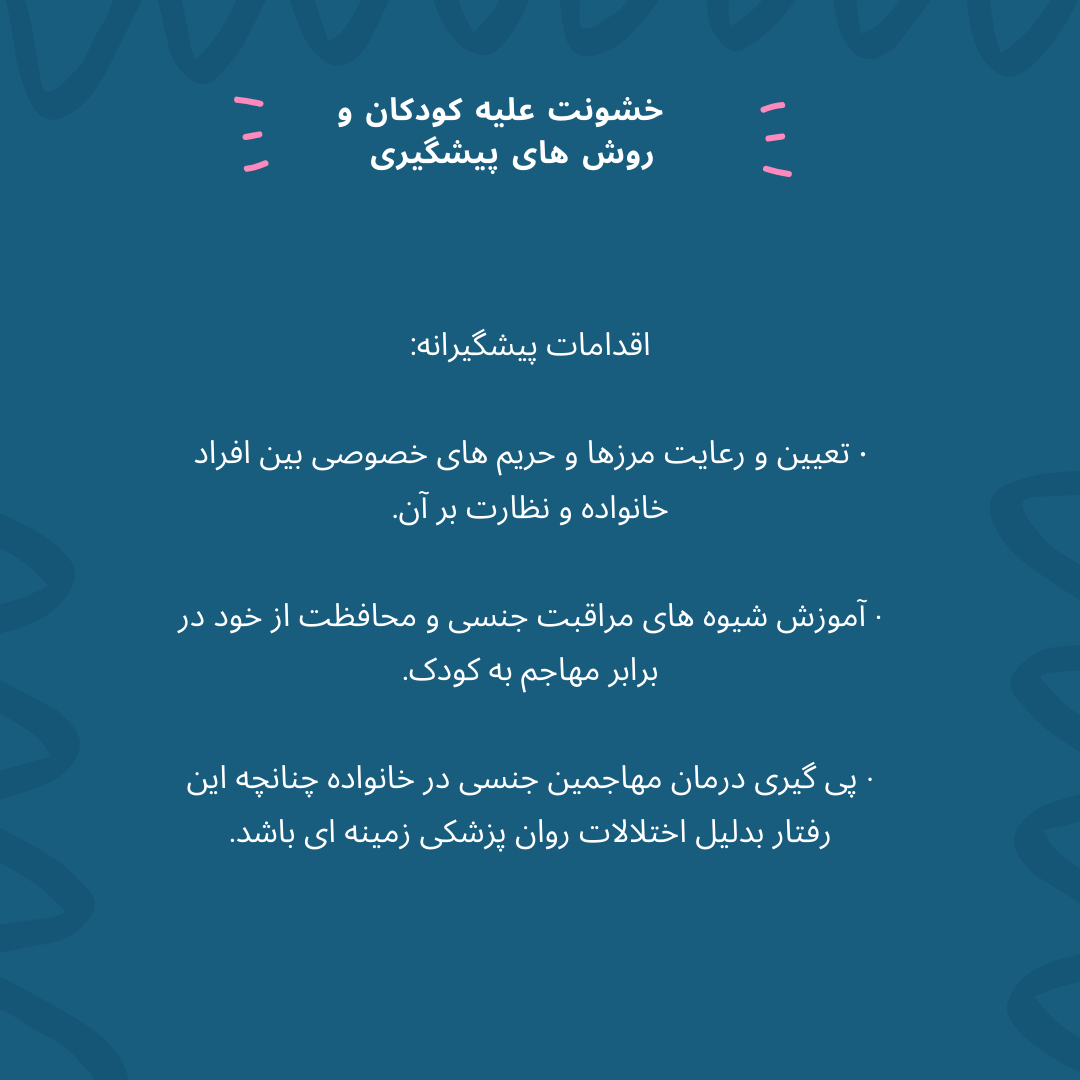 خشونت علیه کودکان و
روش های پیشگیری
اقدامات پیشگیرانه:
· تعیین و رعایت مرزها و حریم های خصوصی بین افراد
خانواده و نظارت بر آن.
· آموزش شیوه های مراقبت جنسی و محافظت از خود در
برابر مهاجم به کودک.
· پی گیری درمان مهاجمین جنسی در خانواده چنانچه این
رفتار بدلیل اختلالات روان پزشکی زمینه ای باشد.